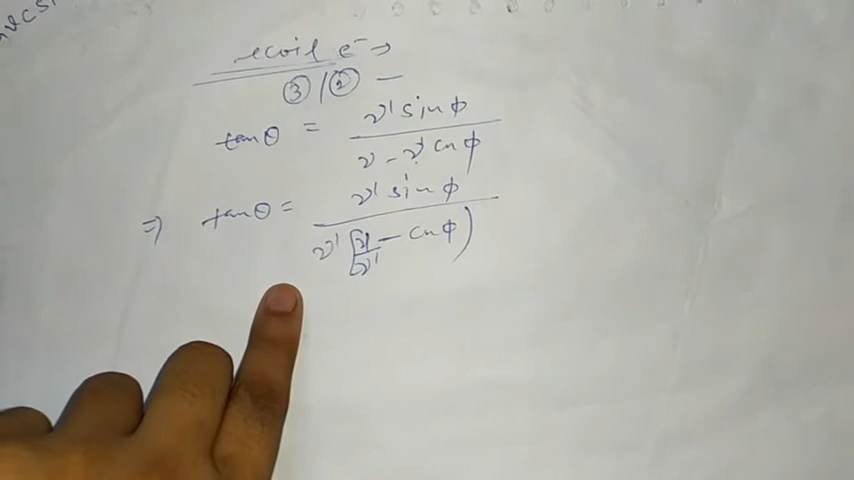 recoil e⁻ →
③/② —
tanθ = ν' sin ϕ / ν - ν' cos ϕ
⇒ tanθ = ν' sin ϕ / ν' [ν/ν' - cos ϕ)